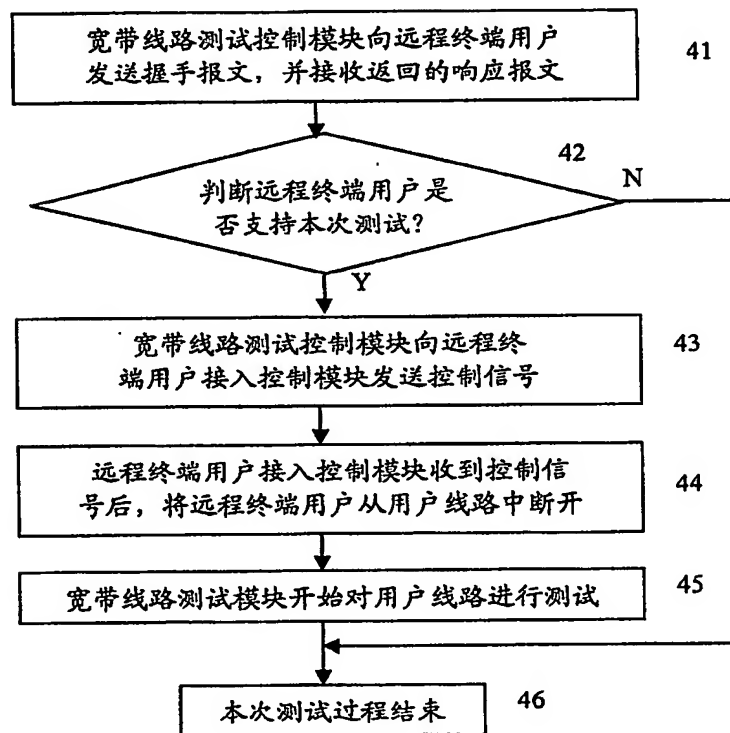 宽带线路测试控制模块向远程终端用户
发送握手报文，并接收返回的响应报文
41
42
判断远程终端用户是
否支持本次测试？
N
Y
宽带线路测试控制模块向远程终
端用户接入控制模块发送控制信号
43
远程终端用户接入控制模块收到控制信
号后，将远程终端用户从用户线路中断开
44
宽带线路测试模块开始对用户线路进行测试
45
本次测试过程结束
46